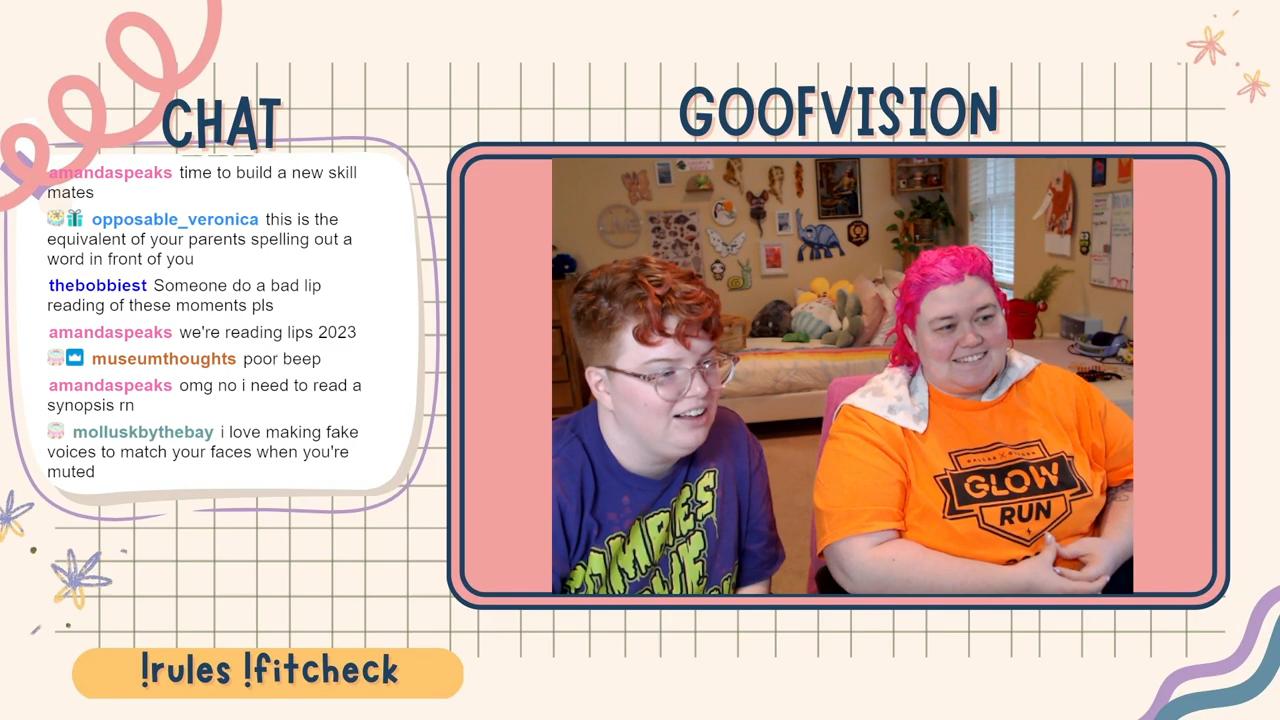 CHAT
GOOFVISION
amandaspeaks time to build a new skill
mates
opposable_veronica this is the
equivalent of your parents spelling out a
word in front of you
thebobbiest Someone do a bad lip
reading of these moments pls
amandaspeaks we're reading lips 2023
museumthoughts poor beep
amandaspeaks omg no i need to read a
synopsis rn
molluskbythebay i love making fake
voices to match your faces when you're
muted
ZOMBIES
GLOW
RUN
!rules !fitcheck